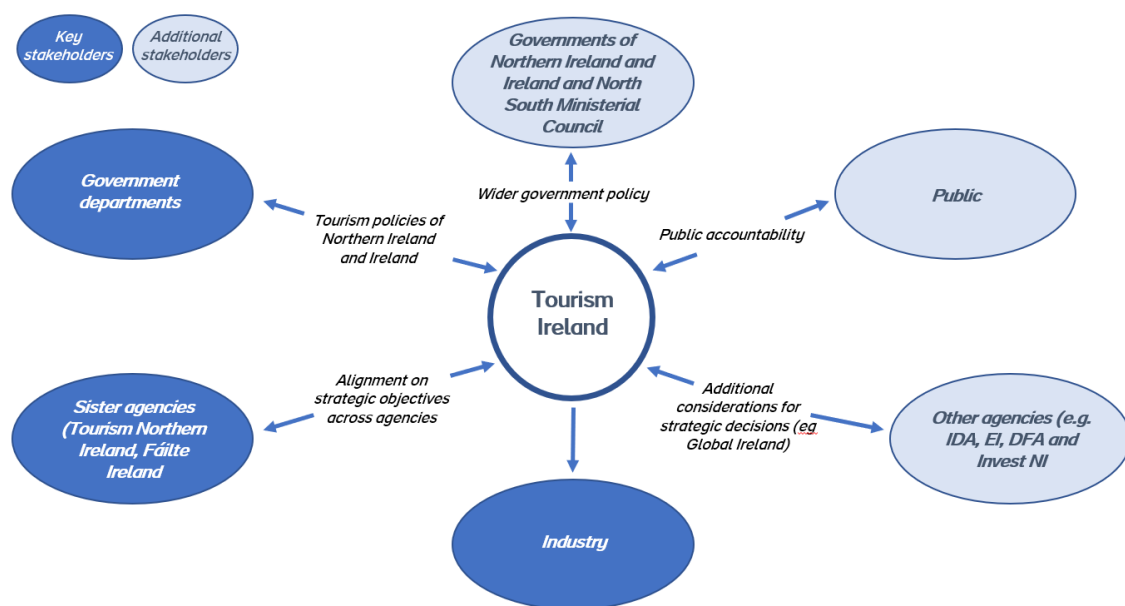 Key
stakeholders
Additional
stakeholders
Governments of
Northern Ireland and
Ireland and North
South Ministerial
Council
Government
departments
Wider government policy
Public
Tourism policies of
Northern Ireland
and Ireland
Public accountability
Tourism
Ireland
Alignment on
strategic objectives
across agencies
Additional
considerations for
strategic decisions (eg
Global Ireland)
Sister agencies
(Tourism Northern
Ireland, Fáilte
Ireland
Other agencies (e.g.
IDA, EI, DFA and
Invest NI
Industry